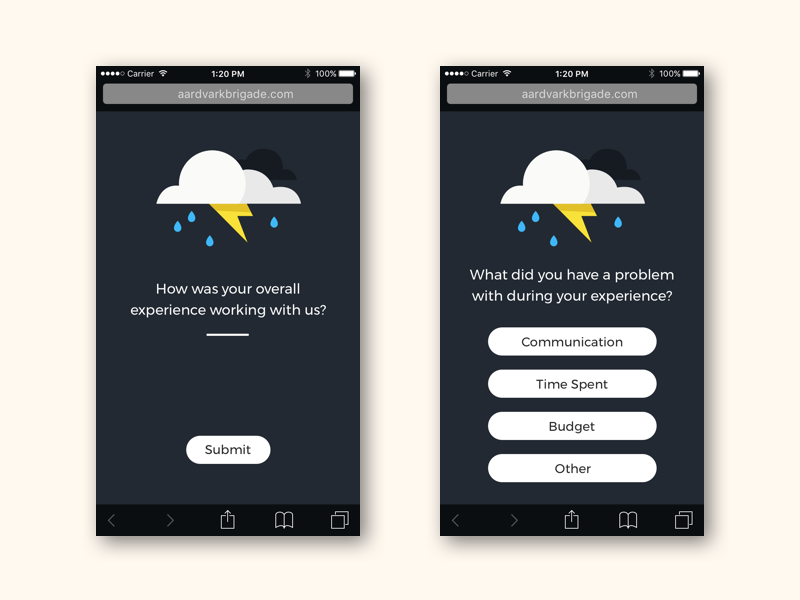 Carrier 1:20 PM 100%
aardvarkbrigade.com
How was your overall
experience working with us?
Submit
Carrier 1:20 PM 100%
aardvarkbrigade.com
What did you have a problem
with during your experience?
Communication
Time Spent
Budget
Other